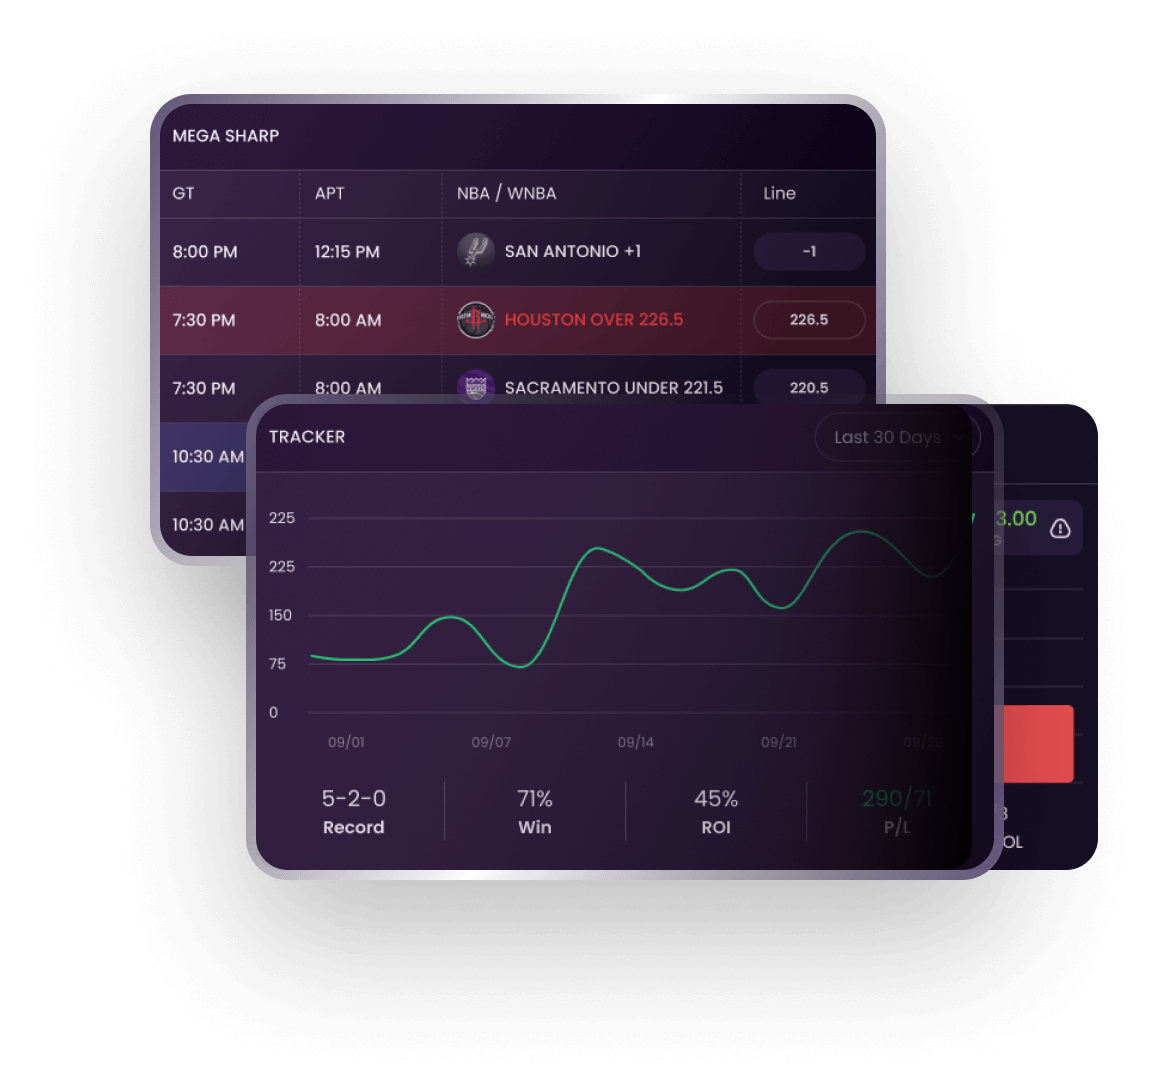 MEGA SHARP
GT APT NBA / WNBA Line
8:00 PM 12:15 PM SAN ANTONIO +1 -1
7:30 PM 8:00 AM HOUSTON OVER 226.5 226.5
7:30 PM 8:00 AM SACRAMENTO UNDER 221.5 220.5
10:30 AM
10:30 AM
TRACKER Last 30 Days
225
225
150
75
0
09/01 09/07 09/14 09/21 09/28
5-2-0 71% 45% 290/71
Record Win ROI P/L
3.00
G
3
OL